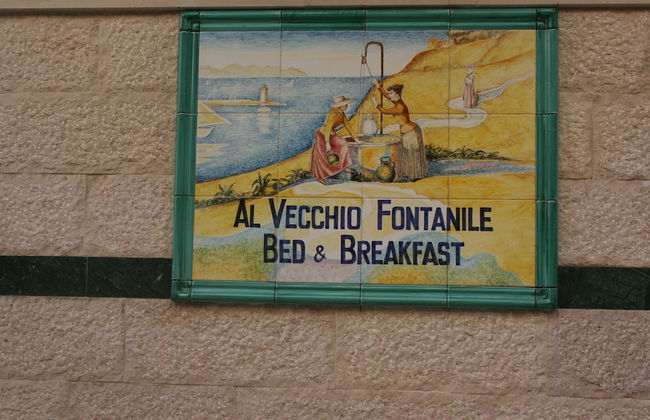 Al Vecchio Fontanile
Bed & Breakfast